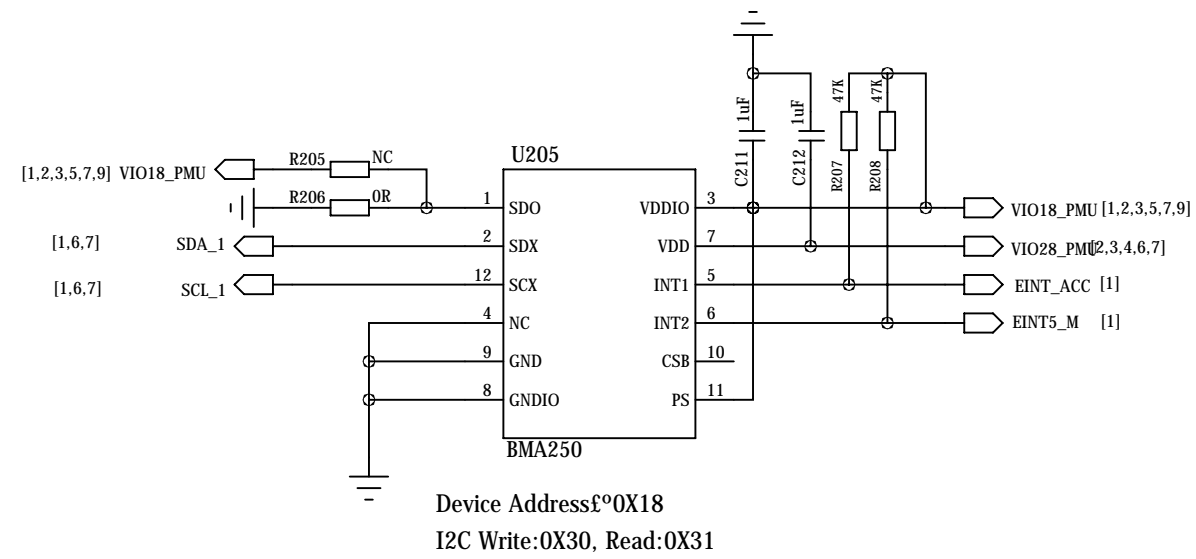 1uF
1uF
47K
47K
C211
C212
R207
R208
U205
[1,2,3,5,7,9] VIO18_PMU
R205
NC
R206
0R
1 SDO
VDDIO 3
VIO18_PMU [1,2,3,5,7,9]
[1,6,7] SDA_1
2 SDX
VDD 7
VIO28_PMU[2,3,4,6,7]
[1,6,7] SCL_1
12 SCX
INT1 5
EINT_ACC [1]
4 NC
INT2 6
EINT5_M [1]
9 GND
CSB 10
8 GNDIO
PS 11
BMA250
Device Address£º0X18
I2C Write:0X30, Read:0X31